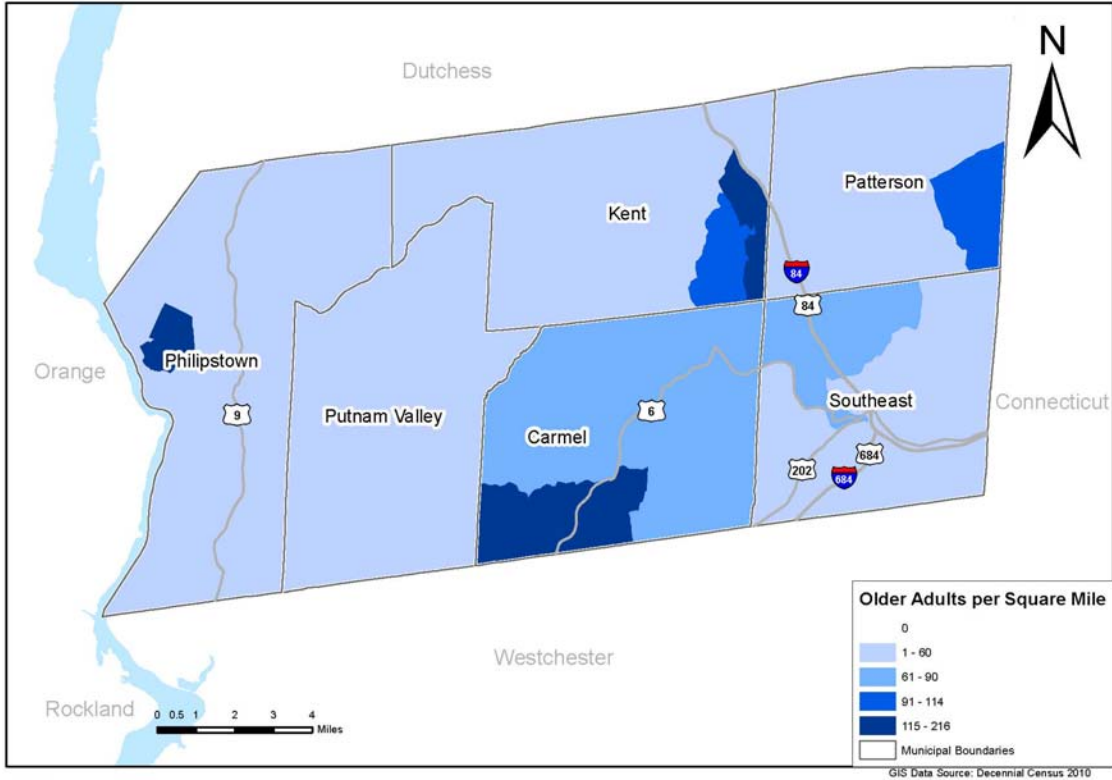 N
Dutchess
Patterson
Kent
84
84
Philipstown
Orange
Southeast
Connecticut
Putnam Valley
9
6
Carmel
684
202
684
Older Adults per Square Mile
0
1 - 60
61 - 90
91 - 114
115 - 216
Municipal Boundaries
Westchester
Rockland
0 0.5 1 2 3 4
Miles
GIS Data Source: Decennial Census 2010